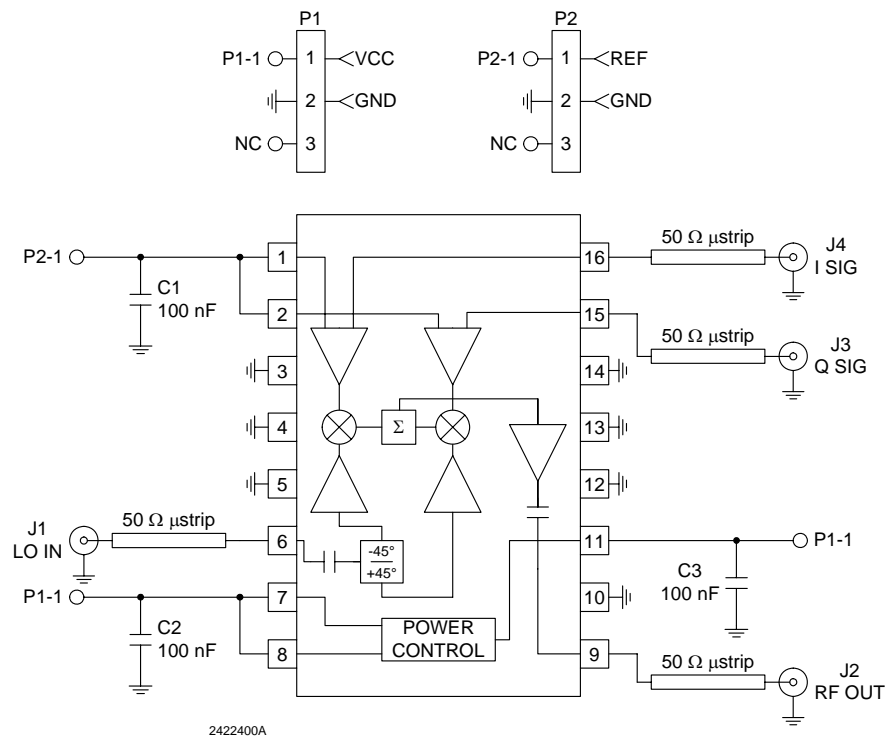 P1
P2
P1-1
1
VCC
P2-1
1
REF
2
GND
2
GND
NC
3
NC
3
P2-1
1
16
50 Ω μstrip
J4
I SIG
C1
100 nF
2
15
50 Ω μstrip
J3
Q SIG
3
14
4
Σ
13
5
12
J1
LO IN
50 Ω μstrip
6
-45°
+45°
11
P1-1
C3
100 nF
P1-1
7
10
C2
100 nF
POWER
CONTROL
8
9
50 Ω μstrip
J2
RF OUT
2422400A